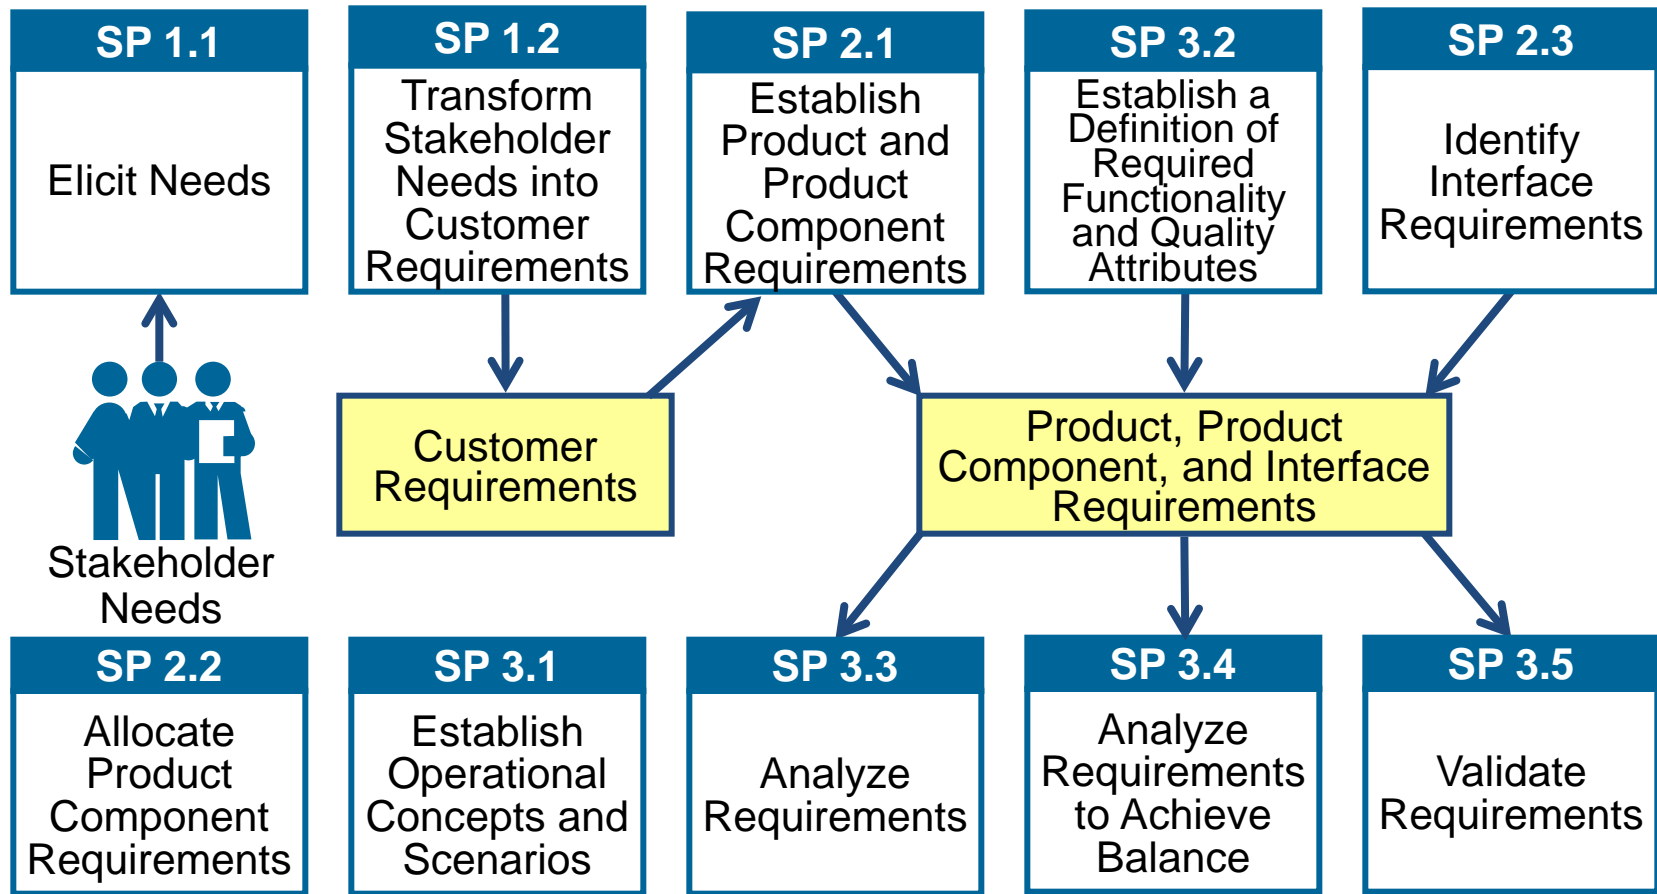 SP 1.1
Elicit Needs
SP 1.2
Transform
Stakeholder
Needs into
Customer
Requirements
SP 2.1
Establish
Product and
Product
Component
Requirements
SP 3.2
Establish a
Definition of
Required
Functionality
and Quality
Attributes
SP 2.3
Identify
Interface
Requirements
Stakeholder
Needs
Customer
Requirements
Product, Product
Component, and Interface
Requirements
SP 2.2
Allocate
Product
Component
Requirements
SP 3.1
Establish
Operational
Concepts and
Scenarios
SP 3.3
Analyze
Requirements
SP 3.4
Analyze
Requirements
to Achieve
Balance
SP 3.5
Validate
Requirements